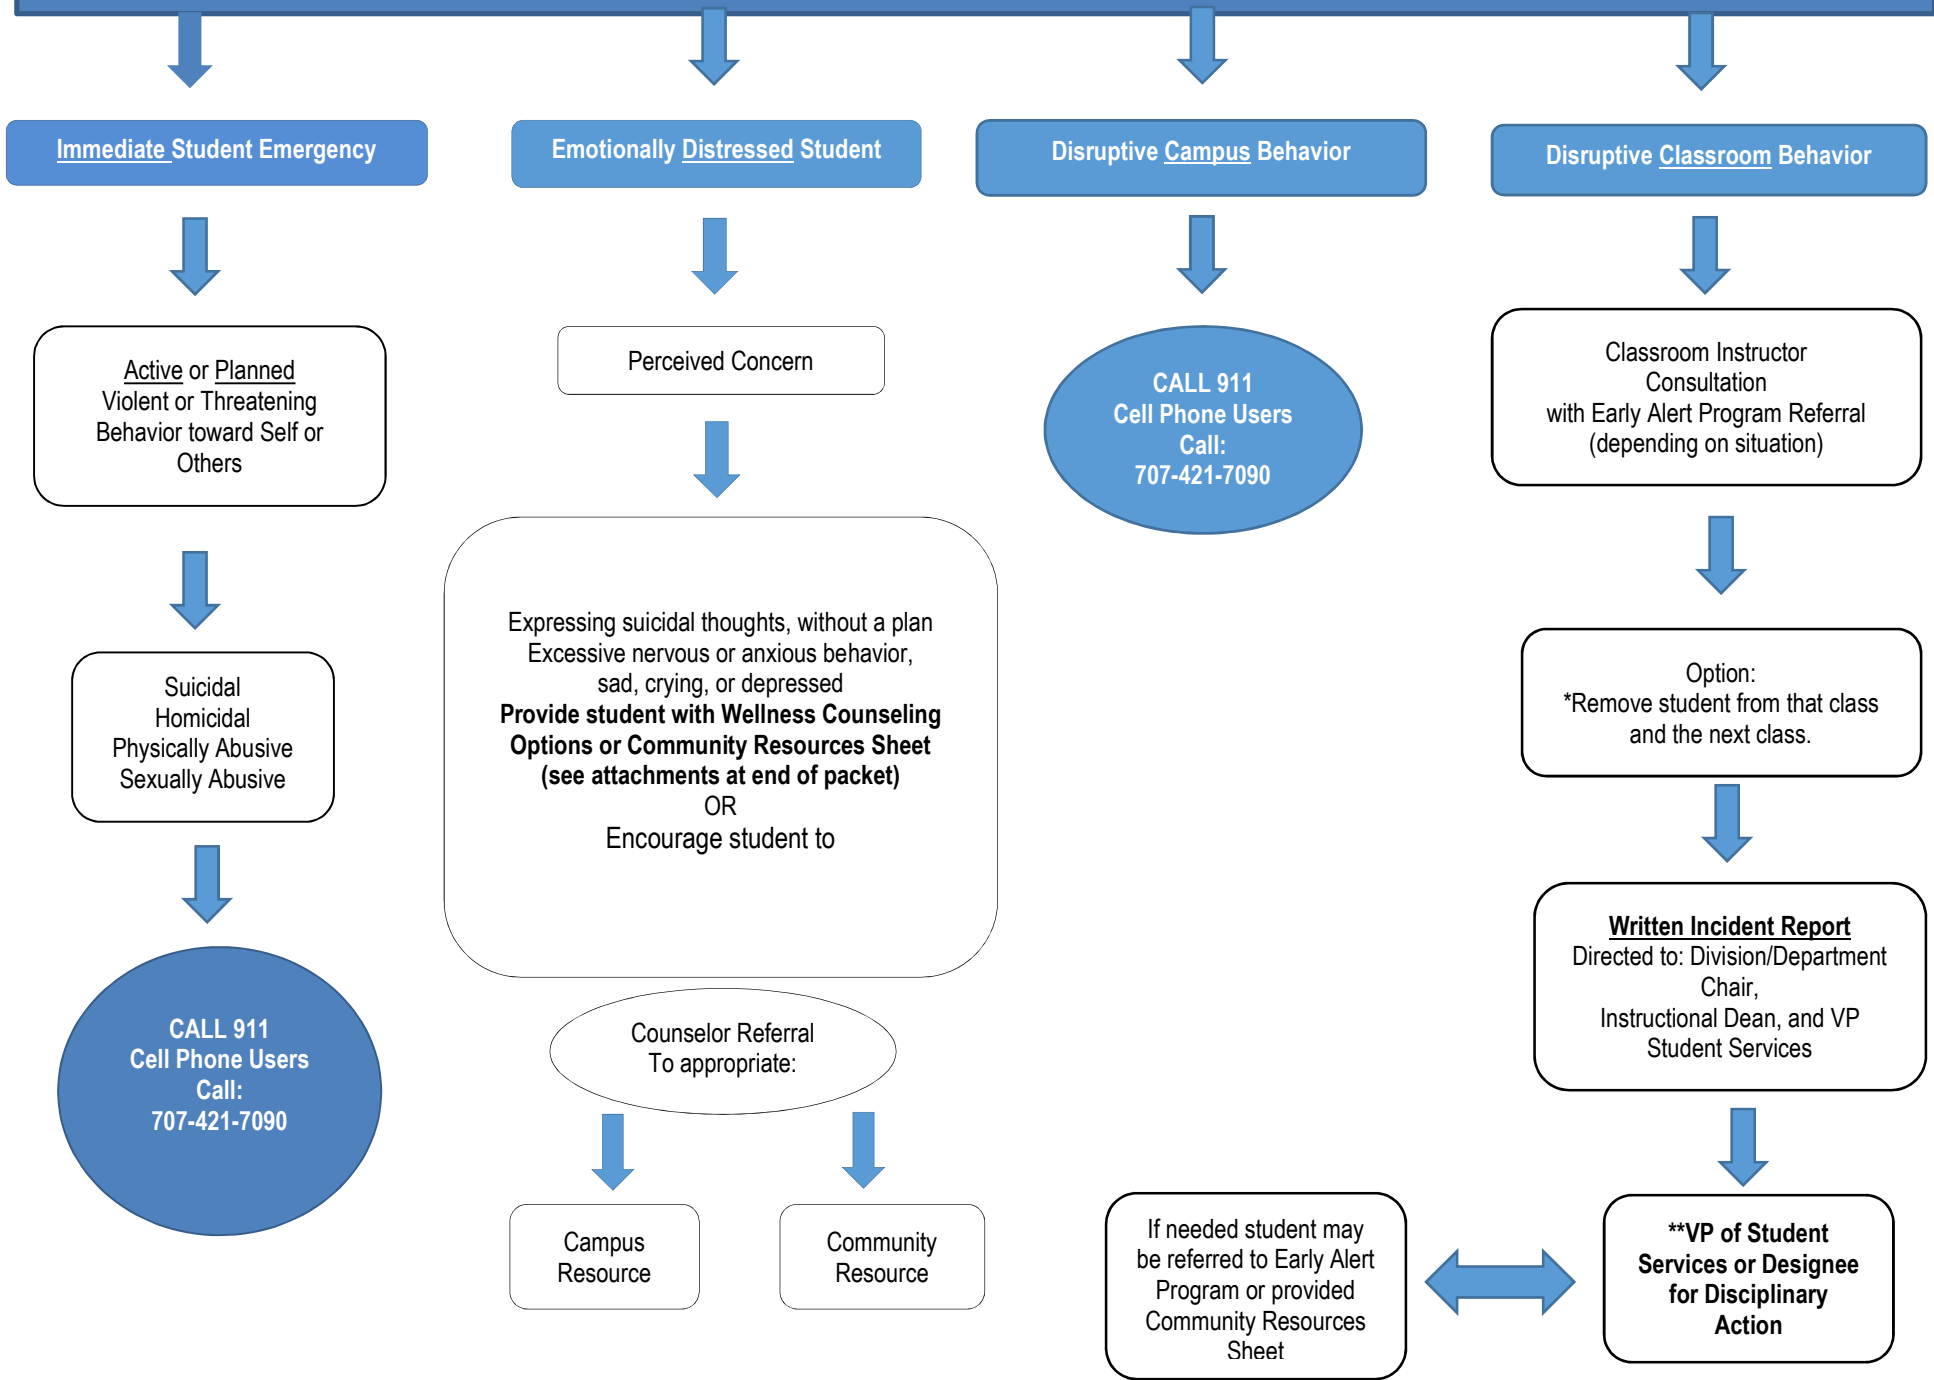 Immediate Student Emergency
Emotionally Distressed Student
Disruptive Campus Behavior
Disruptive Classroom Behavior
Active or Planned
Violent or Threatening
Behavior toward Self or
Others
Suicidal
Homicidal
Physically Abusive
Sexually Abusive
CALL 911
Cell Phone Users
Call:
707-421-7090
Perceived Concern
Expressing suicidal thoughts, without a plan
Excessive nervous or anxious behavior,
sad, crying, or depressed
Provide student with Wellness Counseling
Options or Community Resources Sheet
(see attachments at end of packet)
OR
Encourage student to
Counselor Referral
To appropriate:
Campus
Resource
Community
Resource
CALL 911
Cell Phone Users
Call:
707-421-7090
Classroom Instructor
Consultation
with Early Alert Program Referral
(depending on situation)
Option:
*Remove student from that class
and the next class.
Written Incident Report
Directed to: Division/Department
Chair,
Instructional Dean, and VP
Student Services
**VP of Student
Services or Designee
for Disciplinary
Action
If needed student may
be referred to Early Alert
Program or provided
Community Resources
Sheet